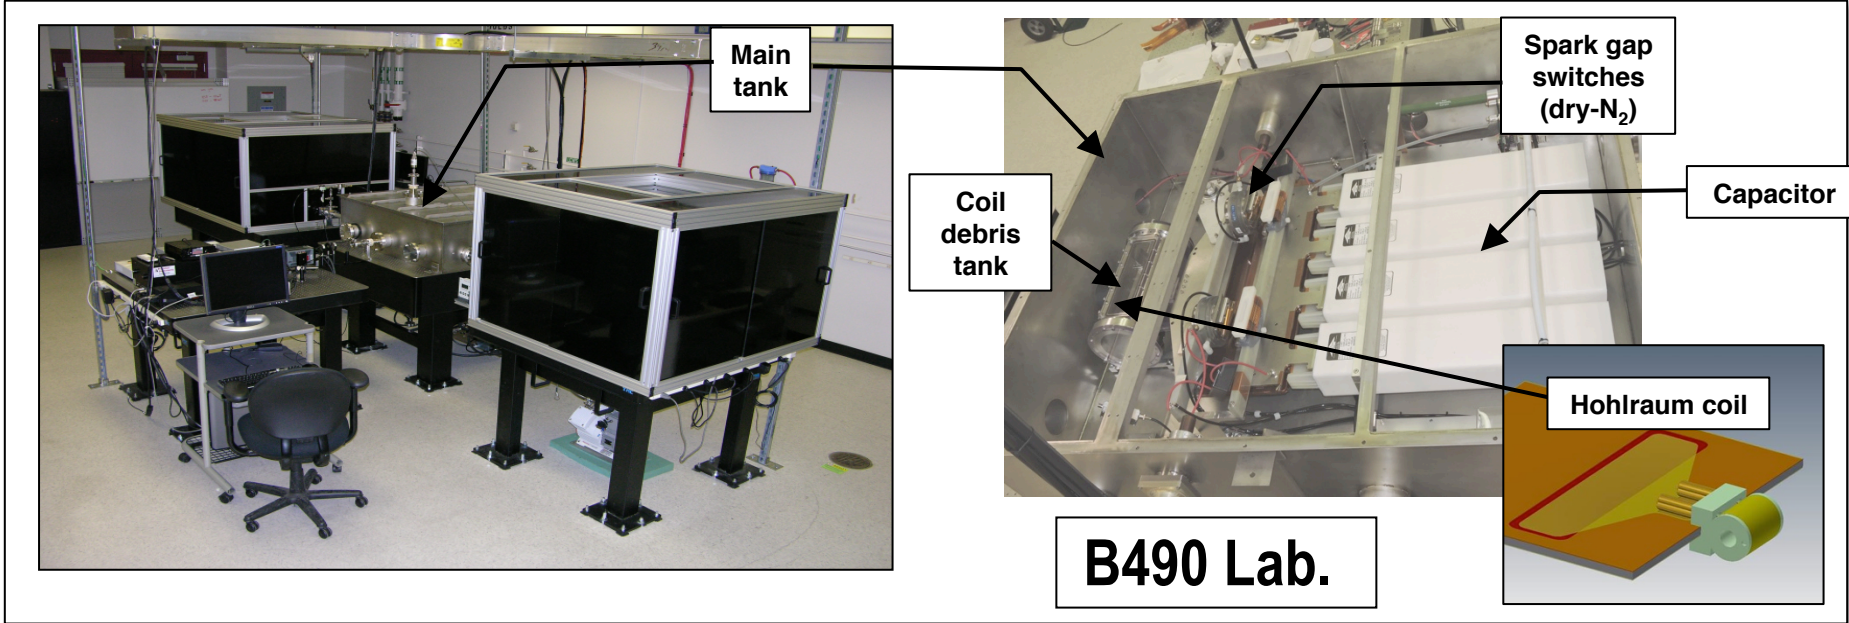 Main
tank
Spark gap
switches
(dry-N₂)
Coil
debris
tank
Capacitor
Hohlraum coil
B490 Lab.